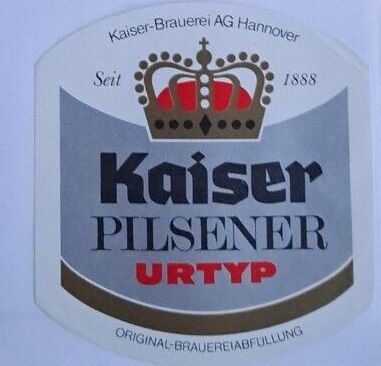 Kaiser-Brauerei AG Hannover
Seit 1888
Kaiser
PILSENER
URTYP
ORIGINAL-BRAUEREIABFÜLLUNG